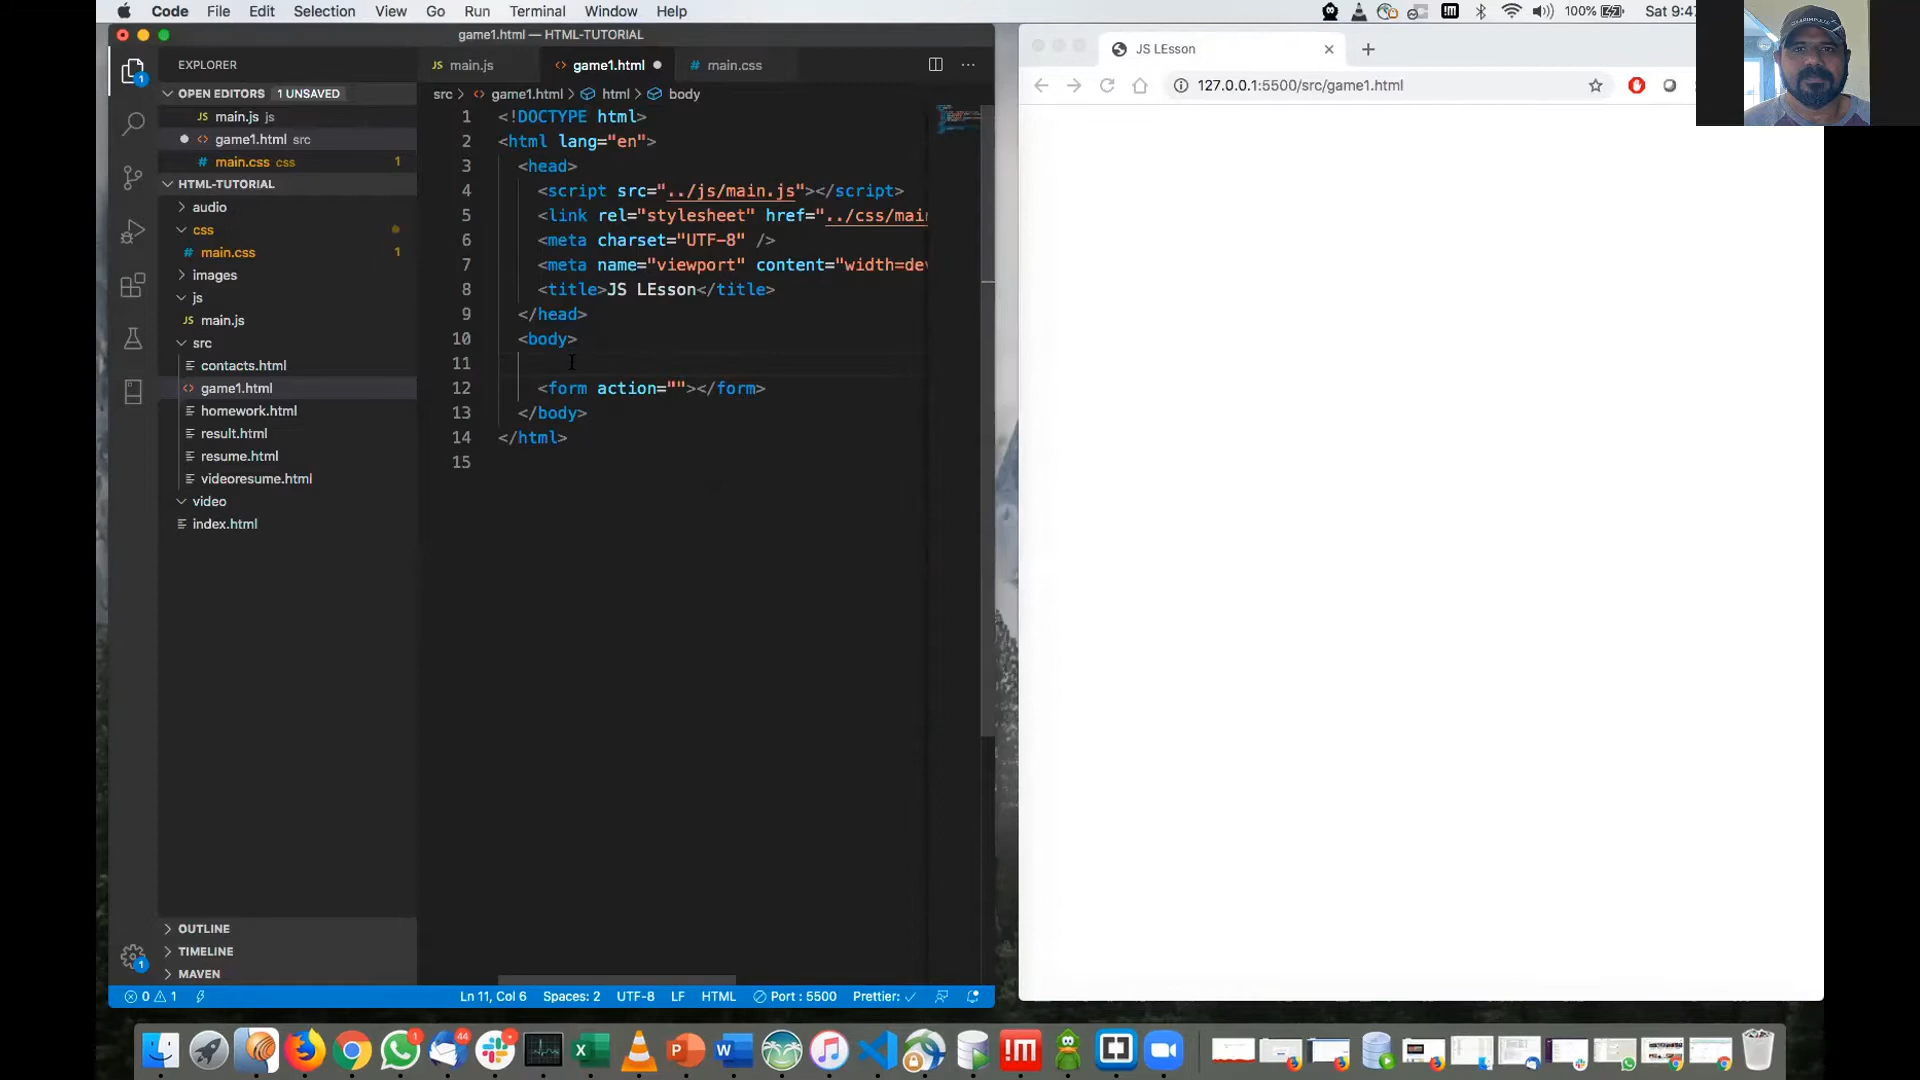 Code File Edit Selection View Go Run Terminal Window Help 100% Sat 9:4
game1.html — HTML-TUTORIAL
EXPLORER
OPEN EDITORS 1 UNSAVED
JS main.js js
<> game1.html src
# main.css css 1
HTML-TUTORIAL
audio
css
# main.css 1
images
js
JS main.js
src
contacts.html
<> game1.html
homework.html
result.html
resume.html
videoresume.html
video
index.html
OUTLINE
TIMELINE
MAVEN
JS main.js <> game1.html # main.css
src > <> game1.html > html > body
1 <!DOCTYPE html>
2 <html lang="en">
3 <head>
4 <script src="../js/main.js"></script>
5 <link rel="stylesheet" href="../css/main
6 <meta charset="UTF-8" />
7 <meta name="viewport" content="width=dev
8 <title>JS LEsson</title>
9 </head>
10 <body>
11
12 <form action=""></form>
13 </body>
14 </html>
15
0 1 Ln 11, Col 6 Spaces: 2 UTF-8 LF HTML Port : 5500 Prettier: ✓
JS LEsson
127.0.0.1:5500/src/game1.html